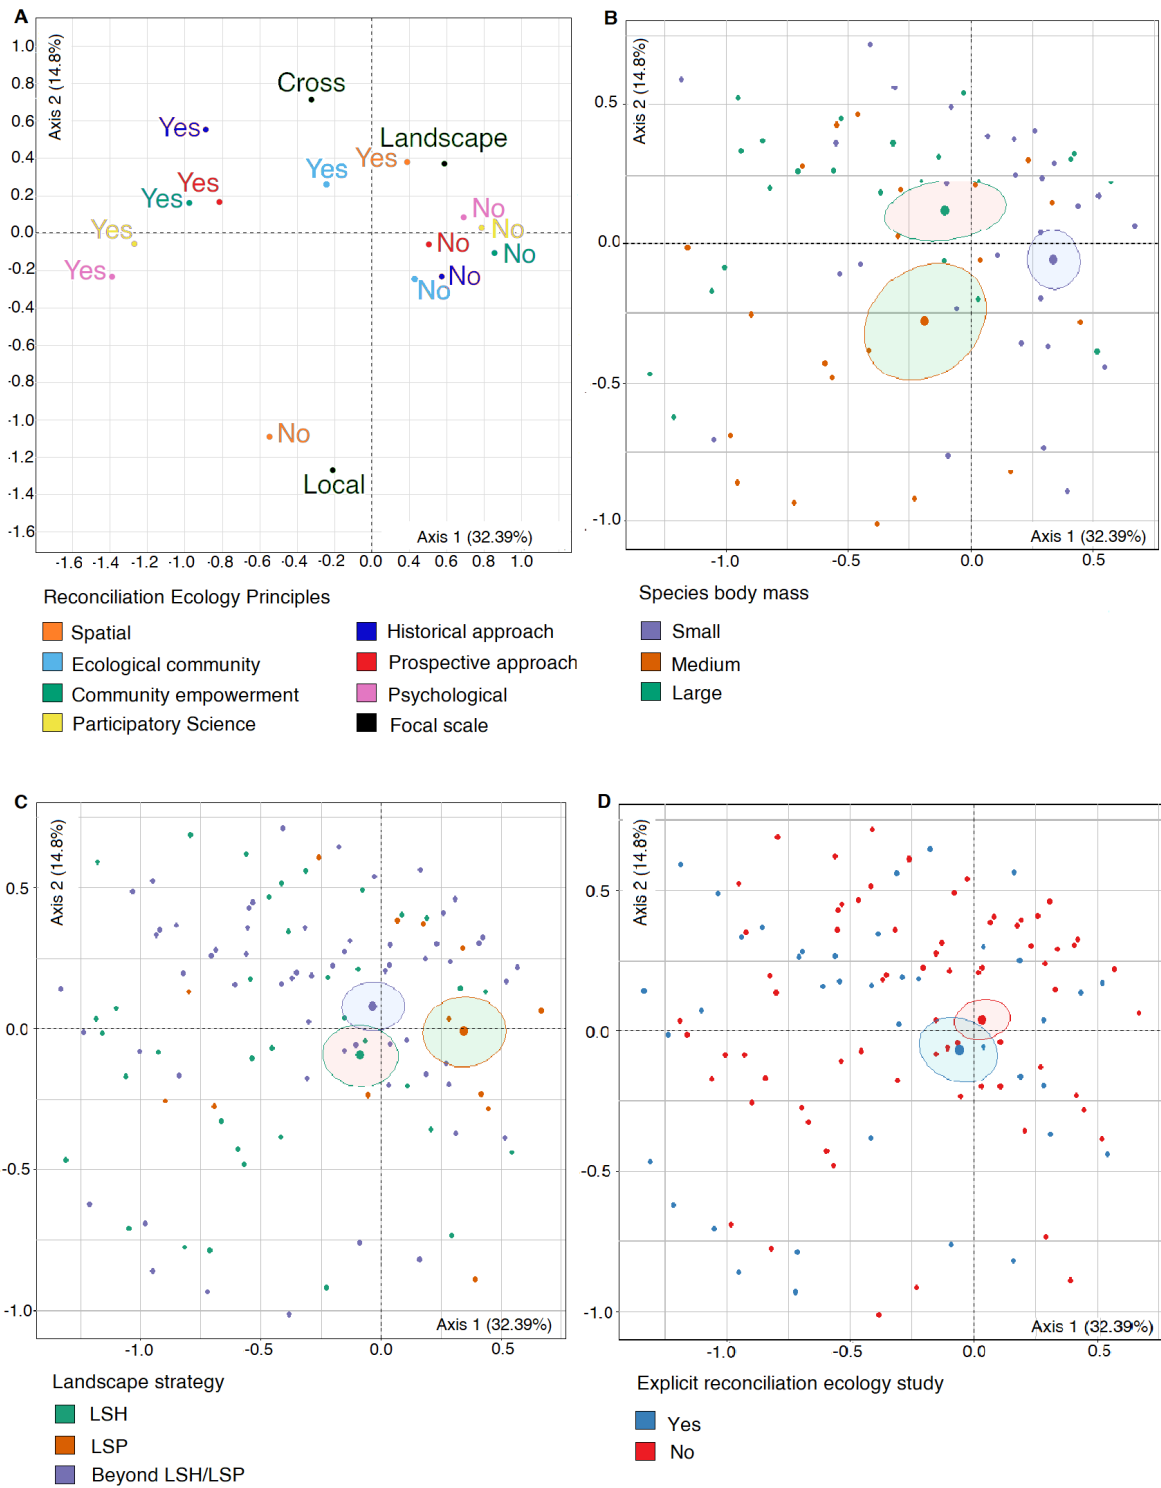 A
Axis 2 (14.8%)
1.0
0.8
0.6
0.4
0.2
0.0
-0.2
-0.4
-0.6
-0.8
-1.0
-1.2
-1.4
-1.6
Cross
Landscape
Yes
Yes
Yes
Yes
Yes
Yes
Yes
No
No
No
No
No
No
No
Local
Axis 1 (32.39%)
-1.6 -1.4 -1.2 -1.0 -0.8 -0.6 -0.4 -0.2 0.0 0.2 0.4 0.6 0.8 1.0
Reconciliation Ecology Principles
Spatial
Ecological community
Community empowerment
Participatory Science
Historical approach
Prospective approach
Psychological
Focal scale
B
Axis 2 (14.8%)
0.5
0.0
-0.5
-1.0
Axis 1 (32.39%)
-1.0 -0.5 0.0 0.5
Species body mass
Small
Medium
Large
C
Axis 2 (14.8%)
0.5
0.0
-0.5
-1.0
Axis 1 (32.39%)
-1.0 -0.5 0.0 0.5
Landscape strategy
LSH
LSP
Beyond LSH/LSP
D
Axis 2 (14.8%)
0.5
0.0
-0.5
-1.0
Axis 1 (32.39%)
-1.0 -0.5 0.0 0.5
Explicit reconciliation ecology study
Yes
No